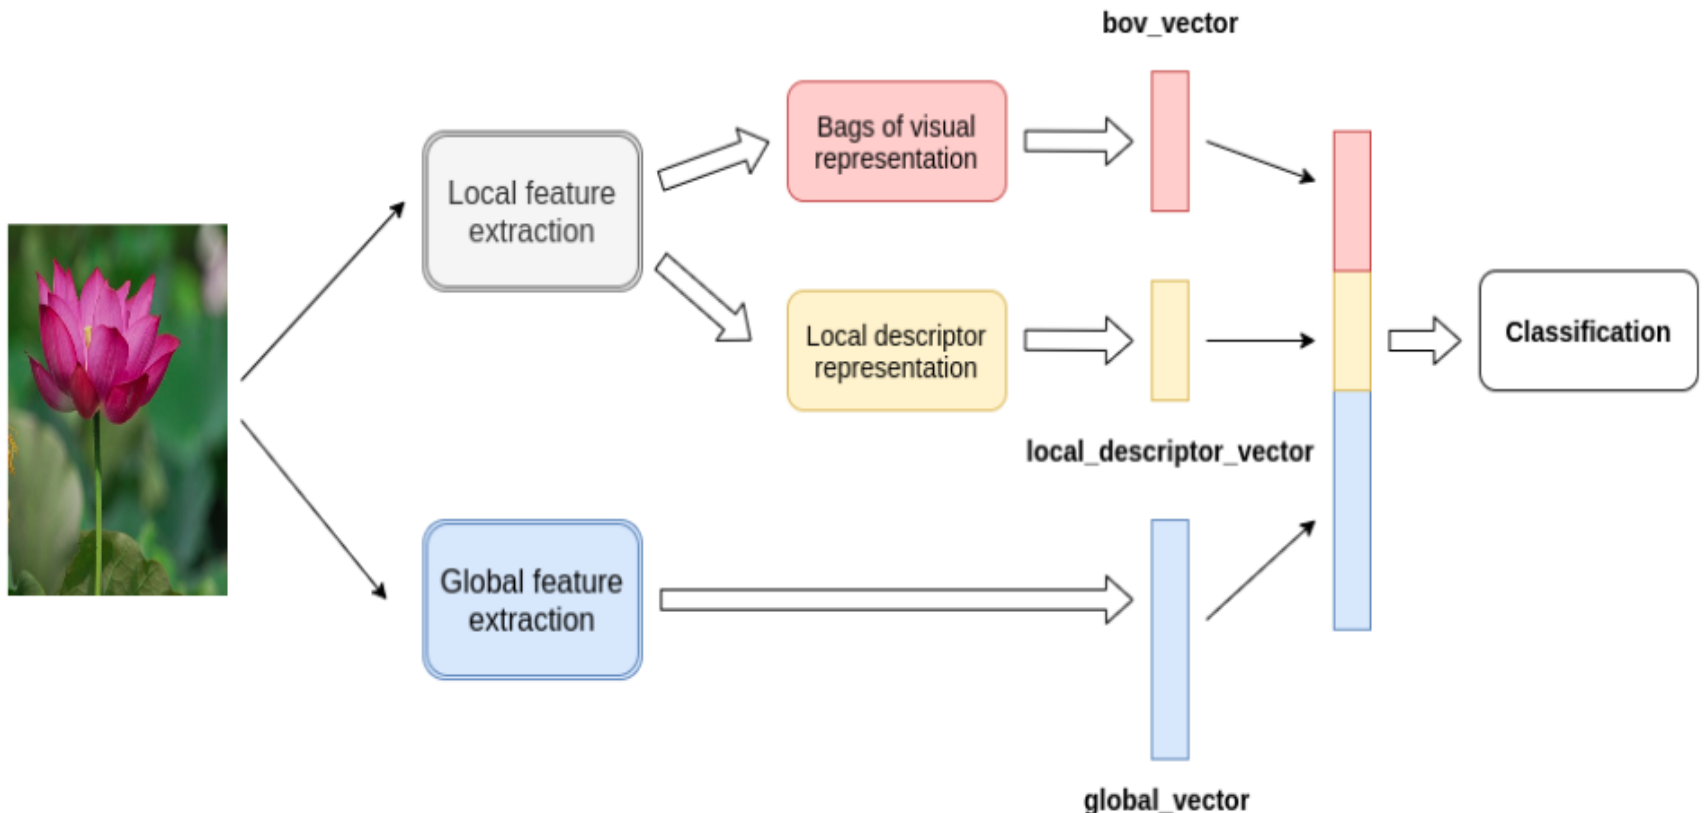 bov_vector
Bags of visual
representation
Local feature
extraction
Local descriptor
representation
Classification
local_descriptor_vector
Global feature
extraction
global_vector